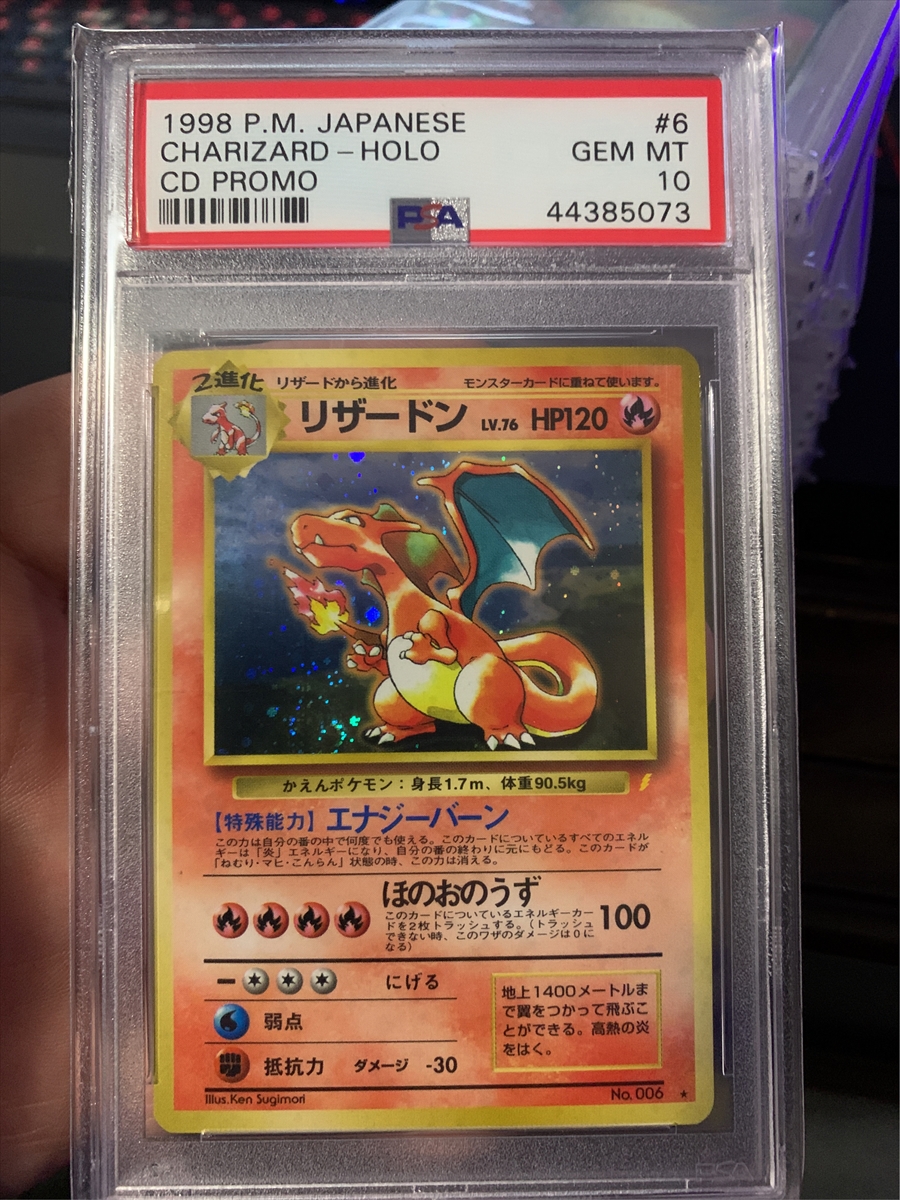 1998 P.M. JAPANESE #6
CHARIZARD – HOLO GEM MT
CD PROMO 10
PSA 44385073
2進化 リザードから進化 モンスターカードに重ねて使います。
リザードン LV.76 HP120
かえんポケモン：身長1.7m、体重90.5kg
【特殊能力】エナジーバーン
この力は自分の番の中で何度でも使える。このカードについているすべてのエネル
ギーは「炎」エネルギーになり、自分の番の終わりに元にもどる。このカードが
「ねむり・マヒ・こんらん」状態の時、この力は消える。
ほのおのうず
このカードについているエネルギーカー
ドを2枚トラッシュする。（トラッシュ
できない時、このワザのダメージは0に
なる）
100
にげる
弱点
抵抗力 ダメージ -30
地上1400メートルま
で翼をつかって飛ぶこ
とができる。高熱の炎
をはく。
Illus.Ken Sugimori No.006 ★
PSA